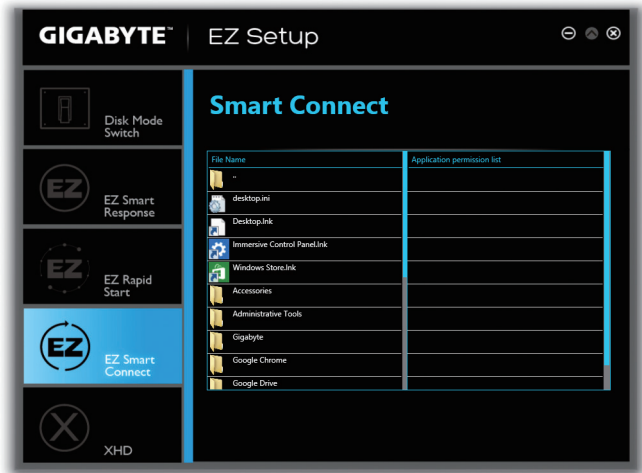 GIGABYTE™ EZ Setup
Disk Mode
Switch
EZ
EZ Smart
Response
EZ
EZ Rapid
Start
EZ
EZ Smart
Connect
X
XHD
Smart Connect
File Name Application permission list
..
desktop.ini
Desktop.lnk
Immersive Control Panel.lnk
Windows Store.lnk
Accessories
Administrative Tools
Gigabyte
Google Chrome
Google Drive